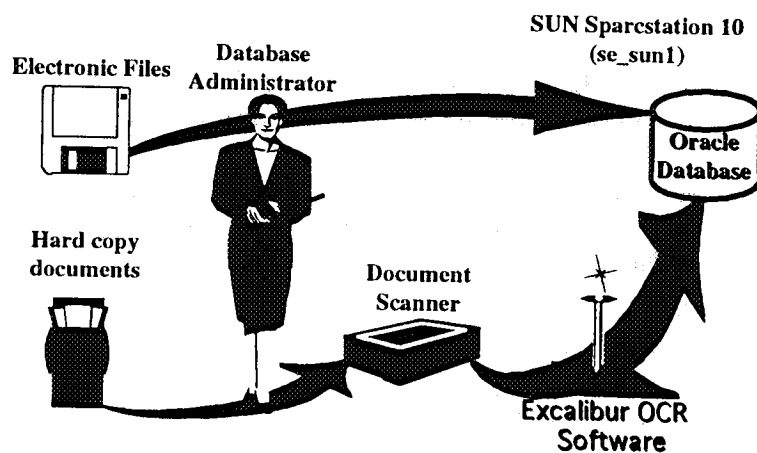 SUN Sparcstation 10
(se_sun1)
Database
Administrator
Electronic Files
Oracle
Database
Hard copy
documents
Document
Scanner
Excalibur OCR
Software